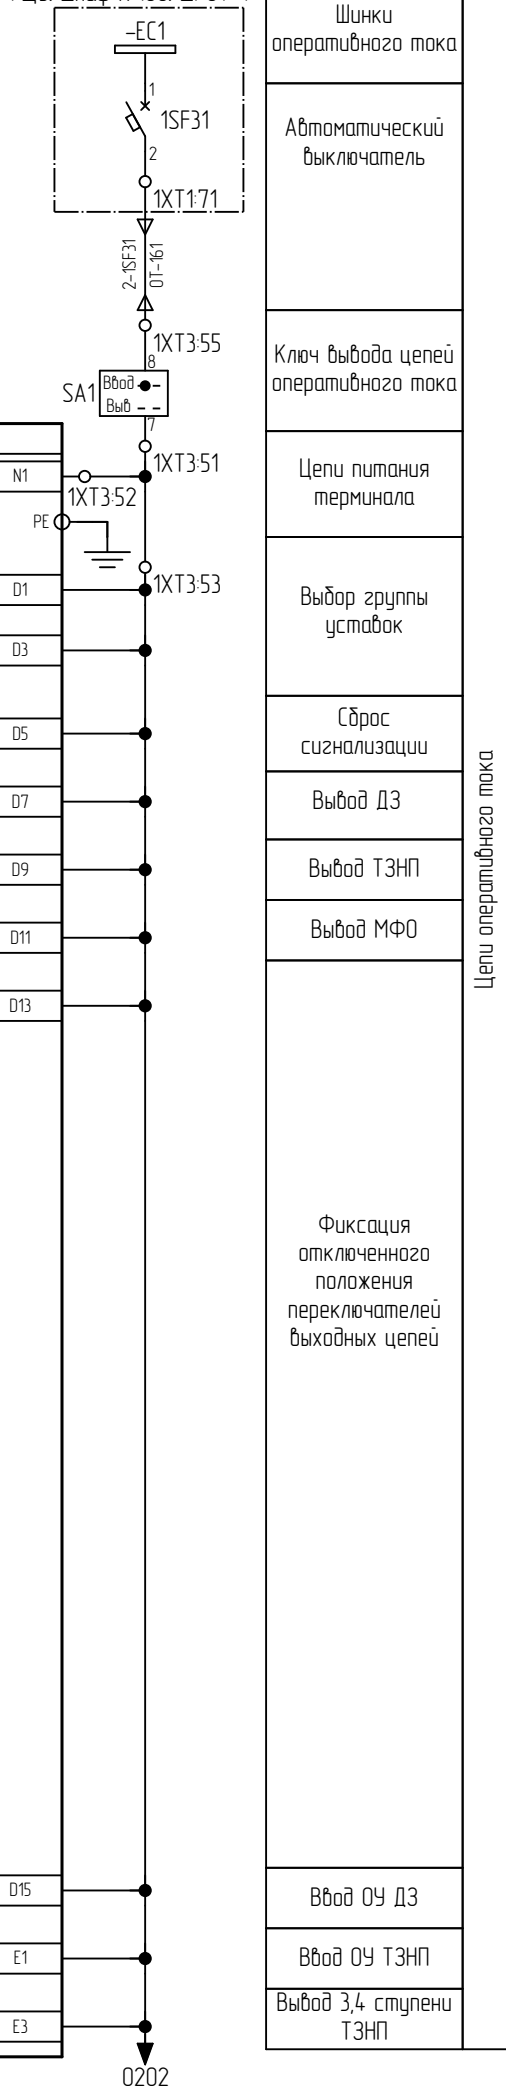 -EC1
1
1SF31
2
1XT1:71
2-1SF31
ОТ-161
1XT3:55
8
SA1
Ввод
Выв
7
1XT3:51
N1
1XT3:52
PE
1XT3:53
D1
D3
D5
D7
D9
D11
D13
D15
E1
E3
0202
Шинки
оперативного тока
Автоматический
выключатель
Ключ вывода цепей
оперативного тока
Цепи питания
терминала
Выбор группы
уставок
Сброс
сигнализации
Вывод ДЗ
Вывод ТЗНП
Вывод МФО
Фиксация
отключенного
положения
переключателей
выходных цепей
Ввод ОУ ДЗ
Ввод ОУ ТЗНП
Вывод 3,4 ступени
ТЗНП
Цепи оперативного тока